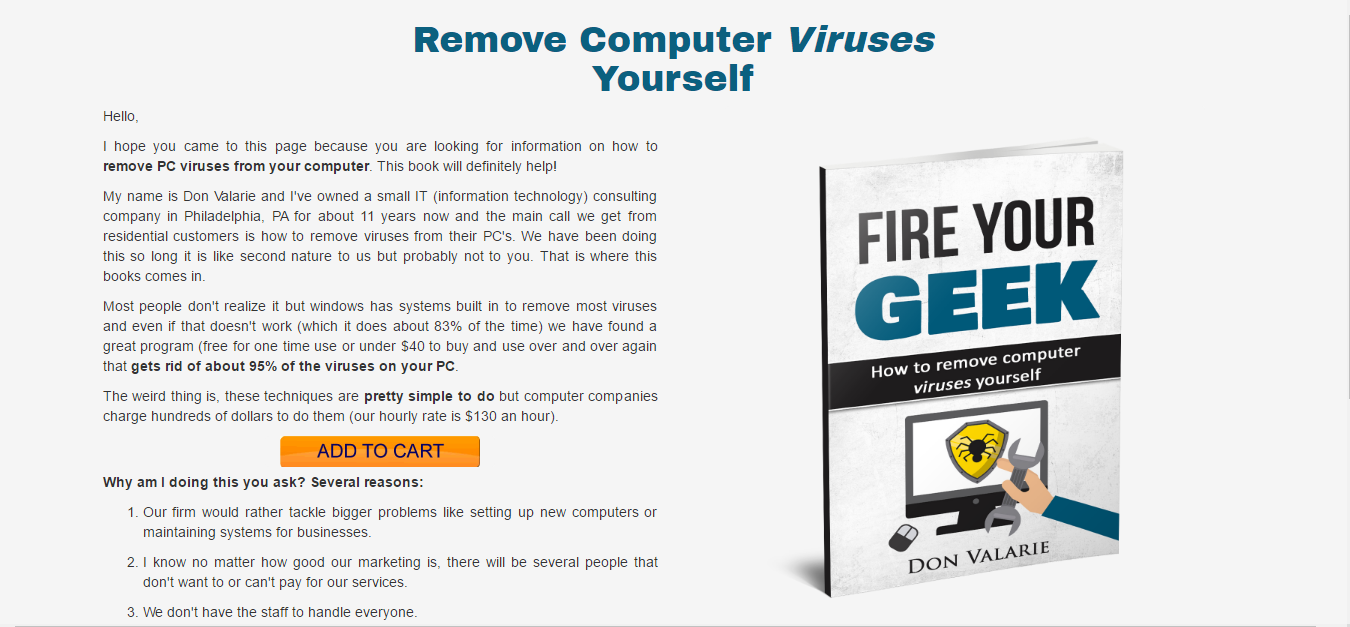 Remove Computer Viruses
Yourself
Hello,
I hope you came to this page because you are looking for information on how to
remove PC viruses from your computer. This book will definitely help!
My name is Don Valarie and I've owned a small IT (information technology) consulting
company in Philadelphia, PA for about 11 years now and the main call we get from
residential customers is how to remove viruses from their PC's. We have been doing
this so long it is like second nature to us but probably not to you. That is where this
books comes in.
Most people don't realize it but windows has systems built in to remove most viruses
and even if that doesn't work (which it does about 83% of the time) we have found a
great program (free for one time use or under $40 to buy and use over and over again
that gets rid of about 95% of the viruses on your PC.
The weird thing is, these techniques are pretty simple to do but computer companies
charge hundreds of dollars to do them (our hourly rate is $130 an hour).
ADD TO CART
Why am I doing this you ask? Several reasons:
1. Our firm would rather tackle bigger problems like setting up new computers or
maintaining systems for businesses.
2. I know no matter how good our marketing is, there will be several people that
don't want to or can't pay for our services.
3. We don't have the staff to handle everyone.
FIRE YOUR
GEEK
How to remove computer
viruses yourself
DON VALARIE